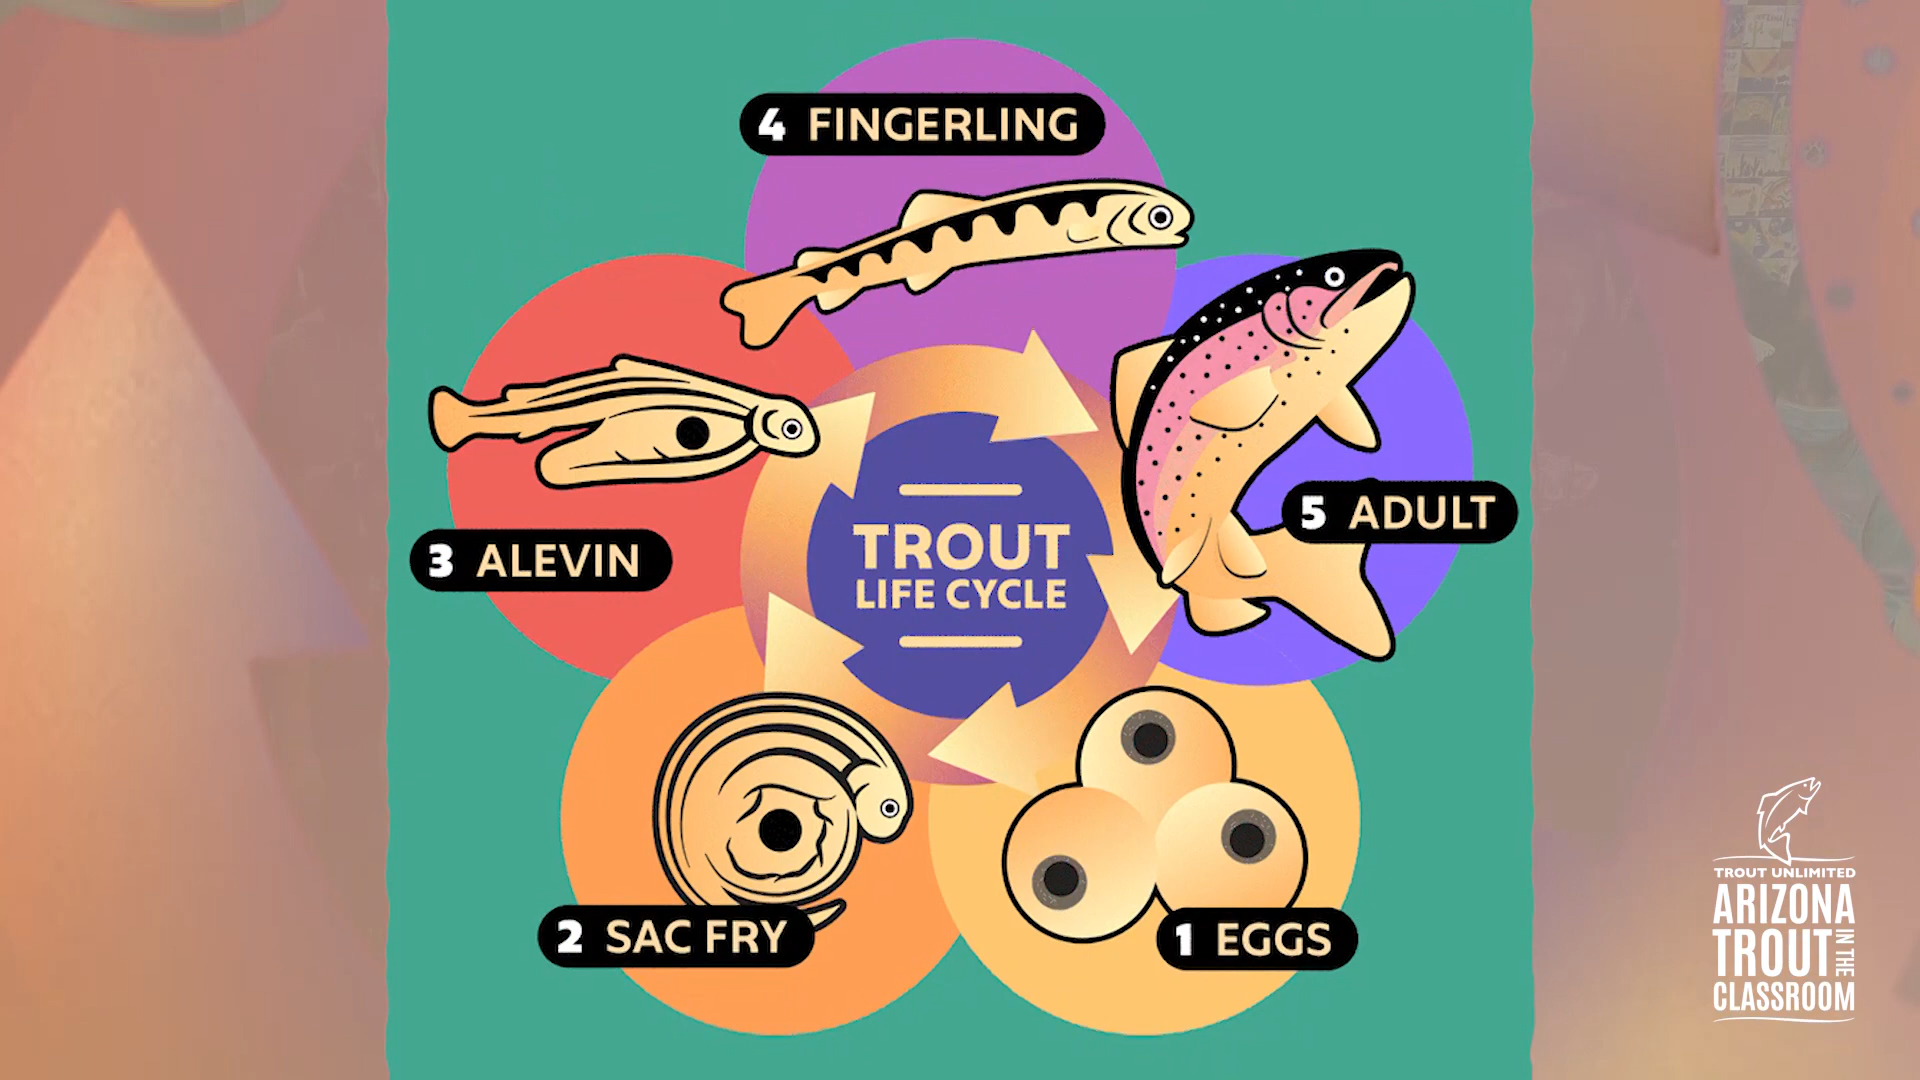 4 FINGERLING
5 ADULT
3 ALEVIN
TROUT
LIFE CYCLE
2 SAC FRY
1 EGGS
TROUT UNLIMITED
ARIZONA
TROUT
IN THE
CLASSROOM